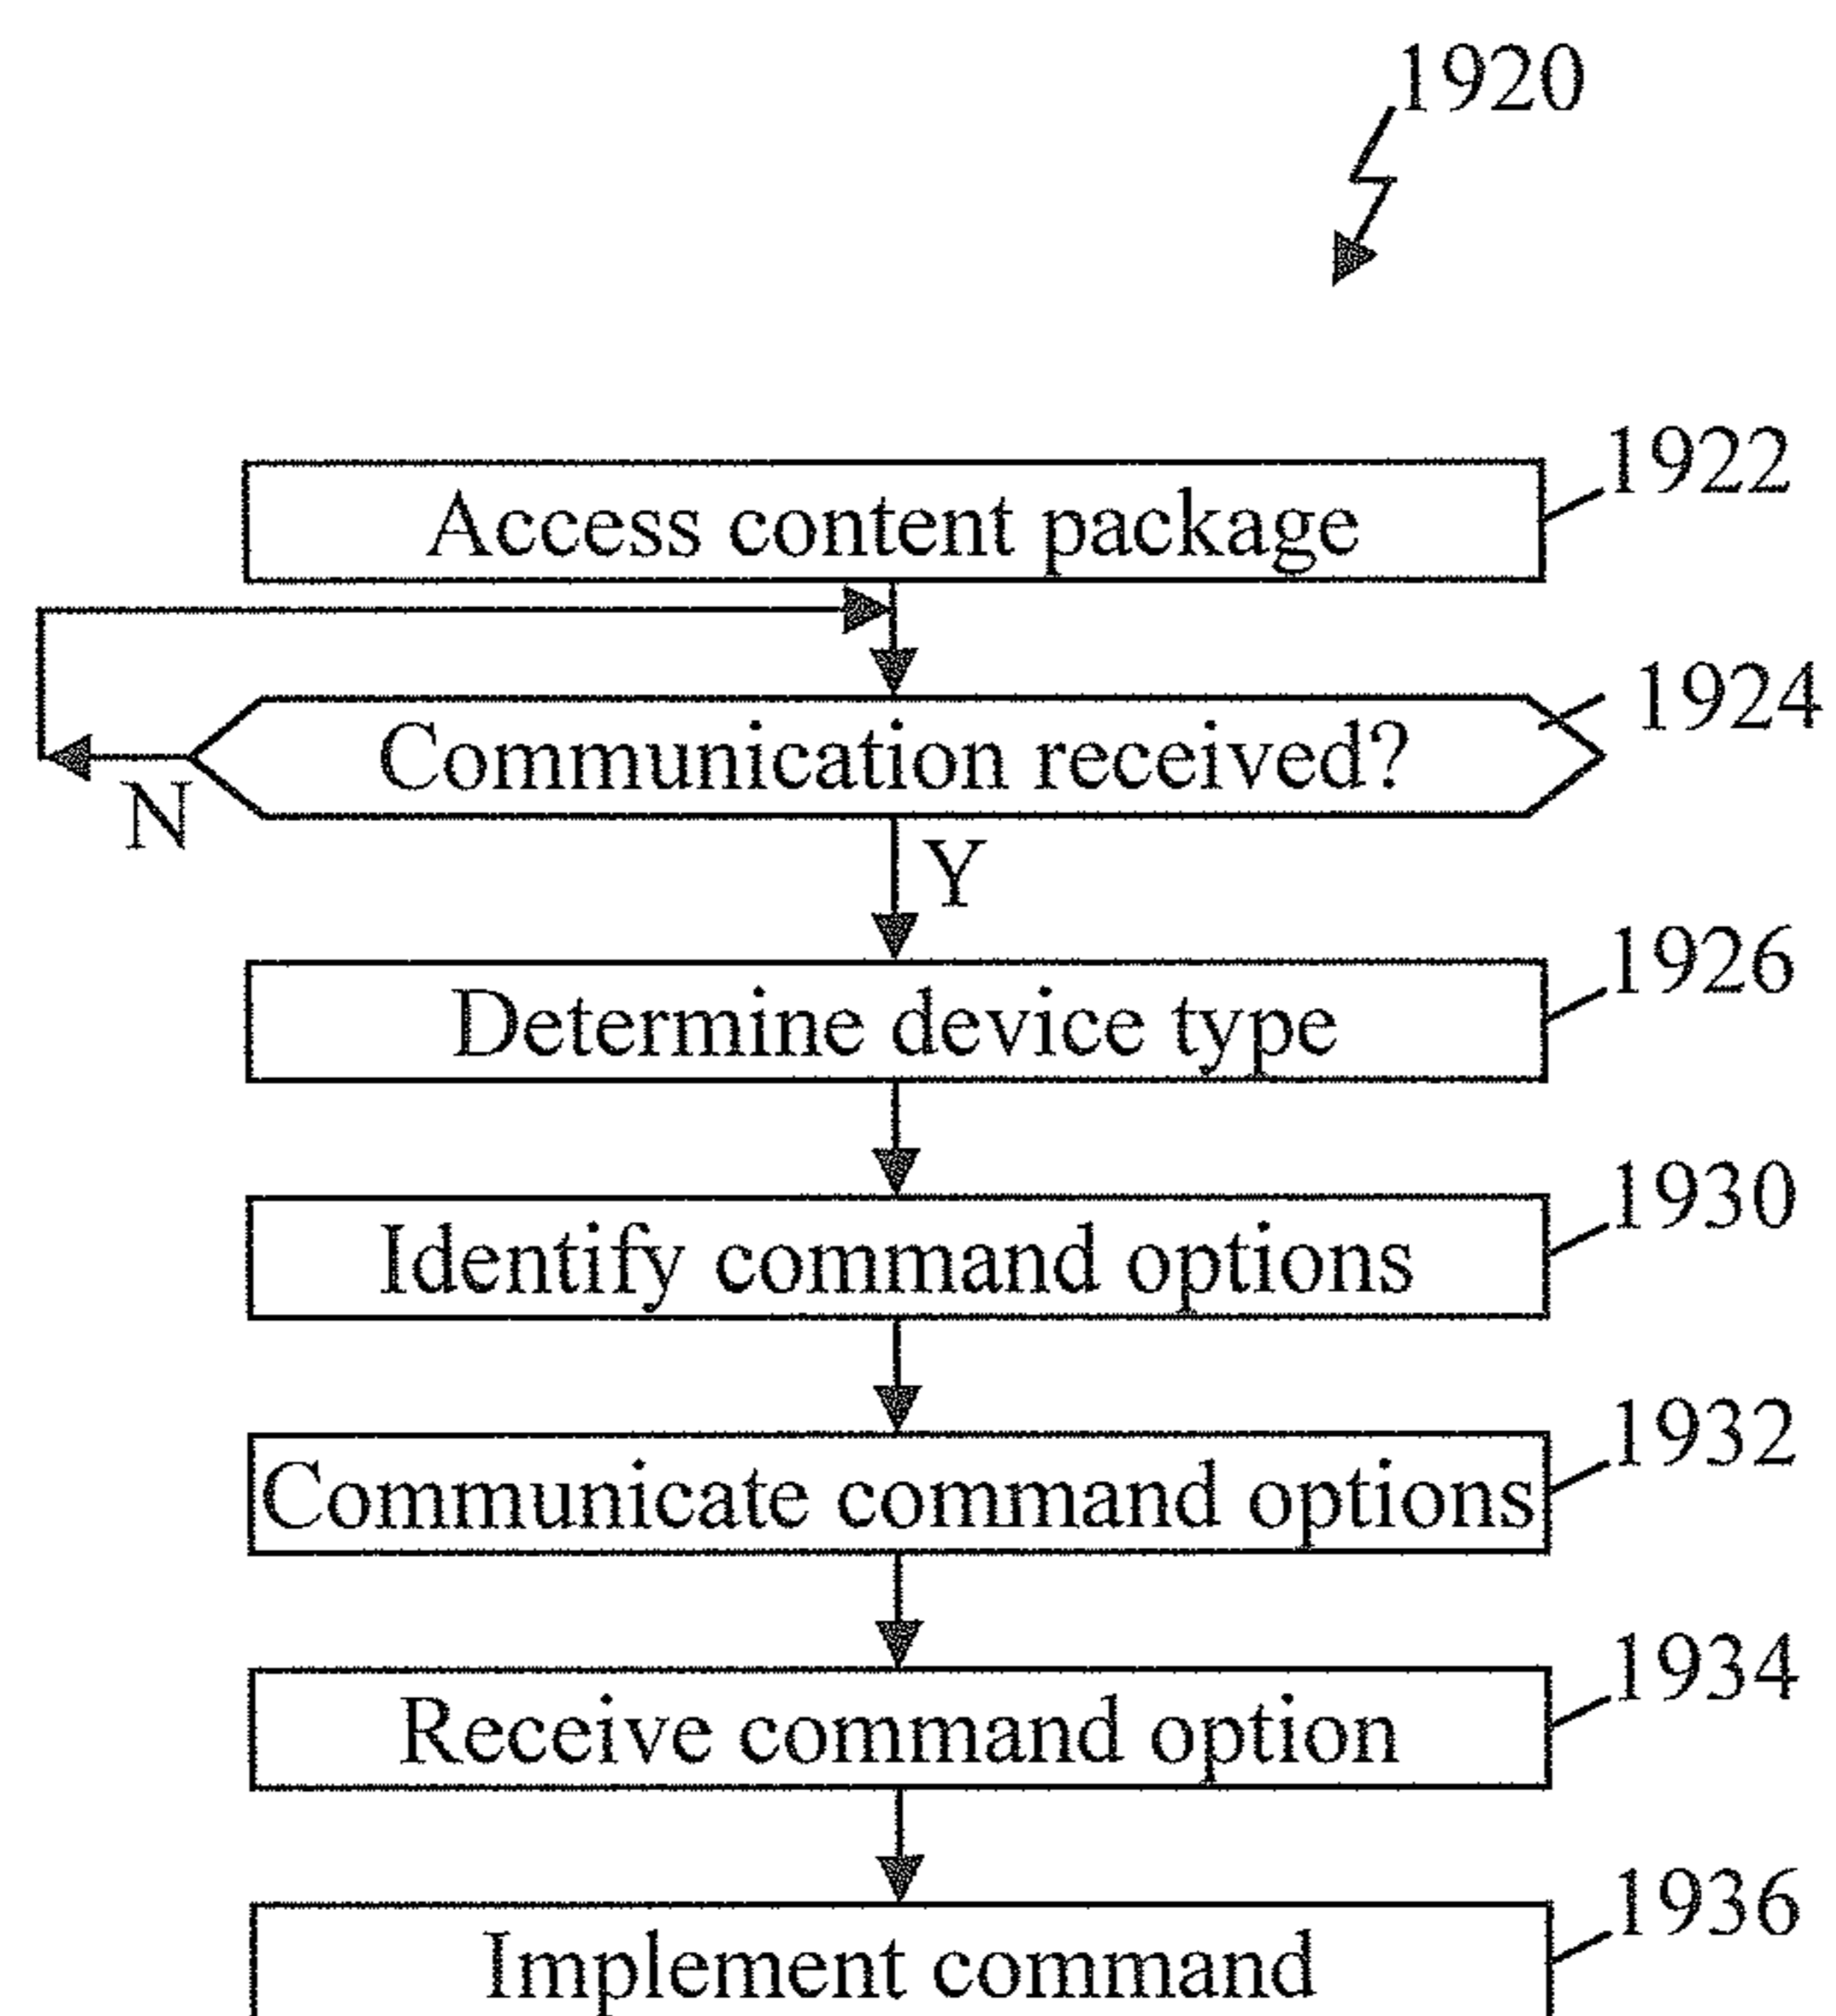 1920
Access content package
1922
Communication received?
1924
N
Y
Determine device type
1926
Identify command options
1930
Communicate command options
1932
Receive command option
1934
Implement command
1936